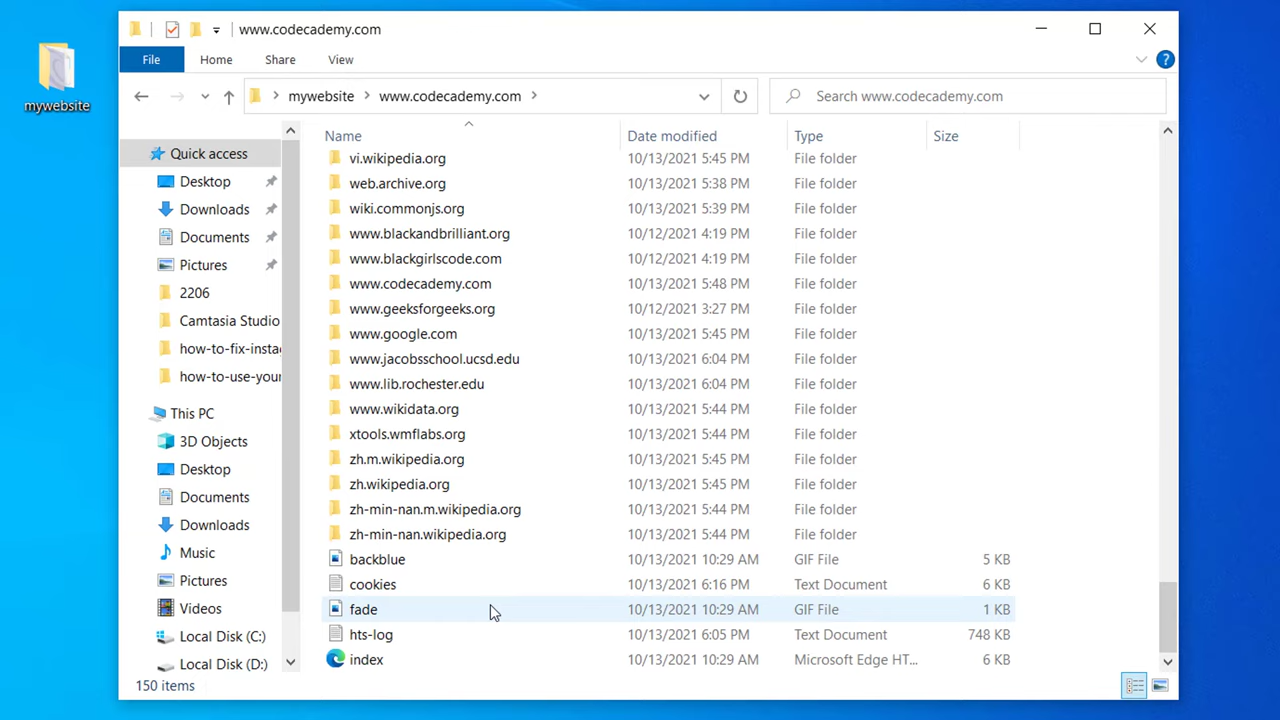 mywebsite
www.codecademy.com
File Home Share View
mywebsite www.codecademy.com
Search www.codecademy.com
Quick access
Desktop
Downloads
Documents
Pictures
2206
Camtasia Studio
how-to-fix-insta
how-to-use-your
This PC
3D Objects
Desktop
Documents
Downloads
Music
Pictures
Videos
Local Disk (C:)
Local Disk (D:)
Name Date modified Type Size
vi.wikipedia.org 10/13/2021 5:45 PM File folder
web.archive.org 10/13/2021 5:38 PM File folder
wiki.commonjs.org 10/13/2021 5:39 PM File folder
www.blackandbrilliant.org 10/12/2021 4:19 PM File folder
www.blackgirlscode.com 10/12/2021 4:19 PM File folder
www.codecademy.com 10/13/2021 5:48 PM File folder
www.geeksforgeeks.org 10/12/2021 3:27 PM File folder
www.google.com 10/13/2021 5:45 PM File folder
www.jacobsschool.ucsd.edu 10/13/2021 6:04 PM File folder
www.lib.rochester.edu 10/13/2021 6:04 PM File folder
www.wikidata.org 10/13/2021 5:44 PM File folder
xtools.wmflabs.org 10/13/2021 5:44 PM File folder
zh.m.wikipedia.org 10/13/2021 5:45 PM File folder
zh.wikipedia.org 10/13/2021 5:45 PM File folder
zh-min-nan.m.wikipedia.org 10/13/2021 5:44 PM File folder
zh-min-nan.wikipedia.org 10/13/2021 5:44 PM File folder
backblue 10/13/2021 10:29 AM GIF File 5 KB
cookies 10/13/2021 6:16 PM Text Document 6 KB
fade 10/13/2021 10:29 AM GIF File 1 KB
hts-log 10/13/2021 6:05 PM Text Document 748 KB
index 10/13/2021 10:29 AM Microsoft Edge HT... 6 KB
150 items